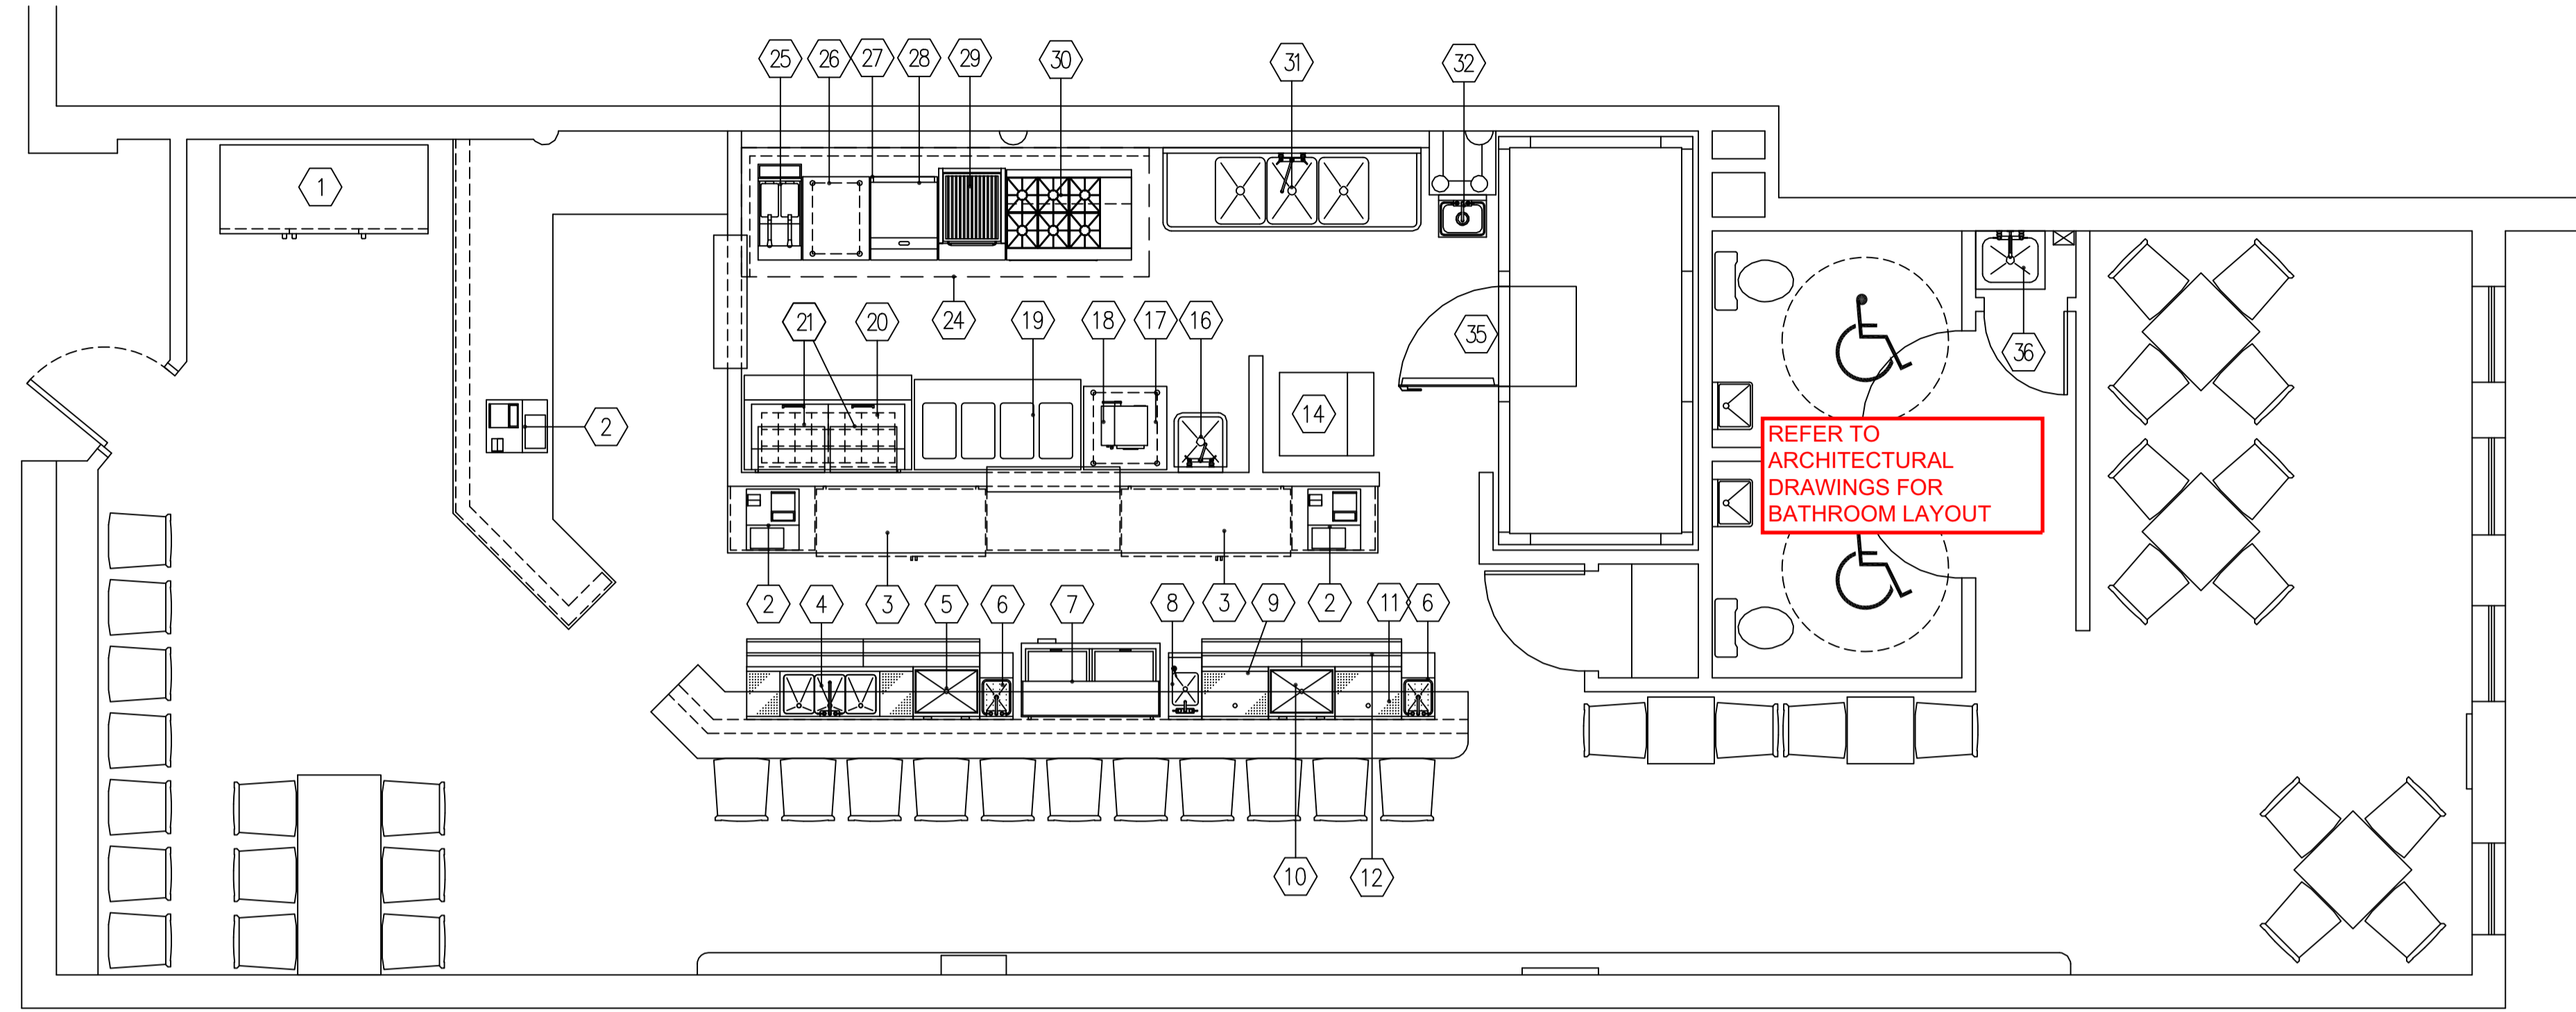 25 26 27 28 29 30 31 32
1
21 20 24 19 18 17 16 35 36
2 14
REFER TO
ARCHITECTURAL
DRAWINGS FOR
BATHROOM LAYOUT
2 4 3 5 6 7 8 3 9 2 11 6
10 12